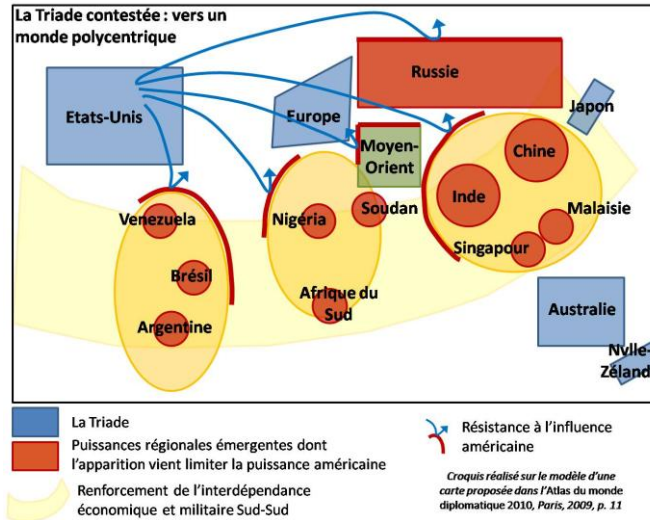 La Triade contestée : vers un
monde polycentrique
Russie
Etats-Unis
Europe
Japon
Moyen-
Orient
Chine
Inde
Venezuela
Nigéria
Soudan
Malaisie
Singapour
Brésil
Afrique du
Sud
Argentine
Australie
Nvlle-
Zéland
La Triade
Puissances régionales émergentes dont
l'apparition vient limiter la puissance américaine
Renforcement de l'interdépendance
économique et militaire Sud-Sud
Résistance à l'influence
américaine
Croquis réalisé sur le modèle d'une
carte proposée dans l'Atlas du monde
diplomatique 2010, Paris, 2009, p. 11